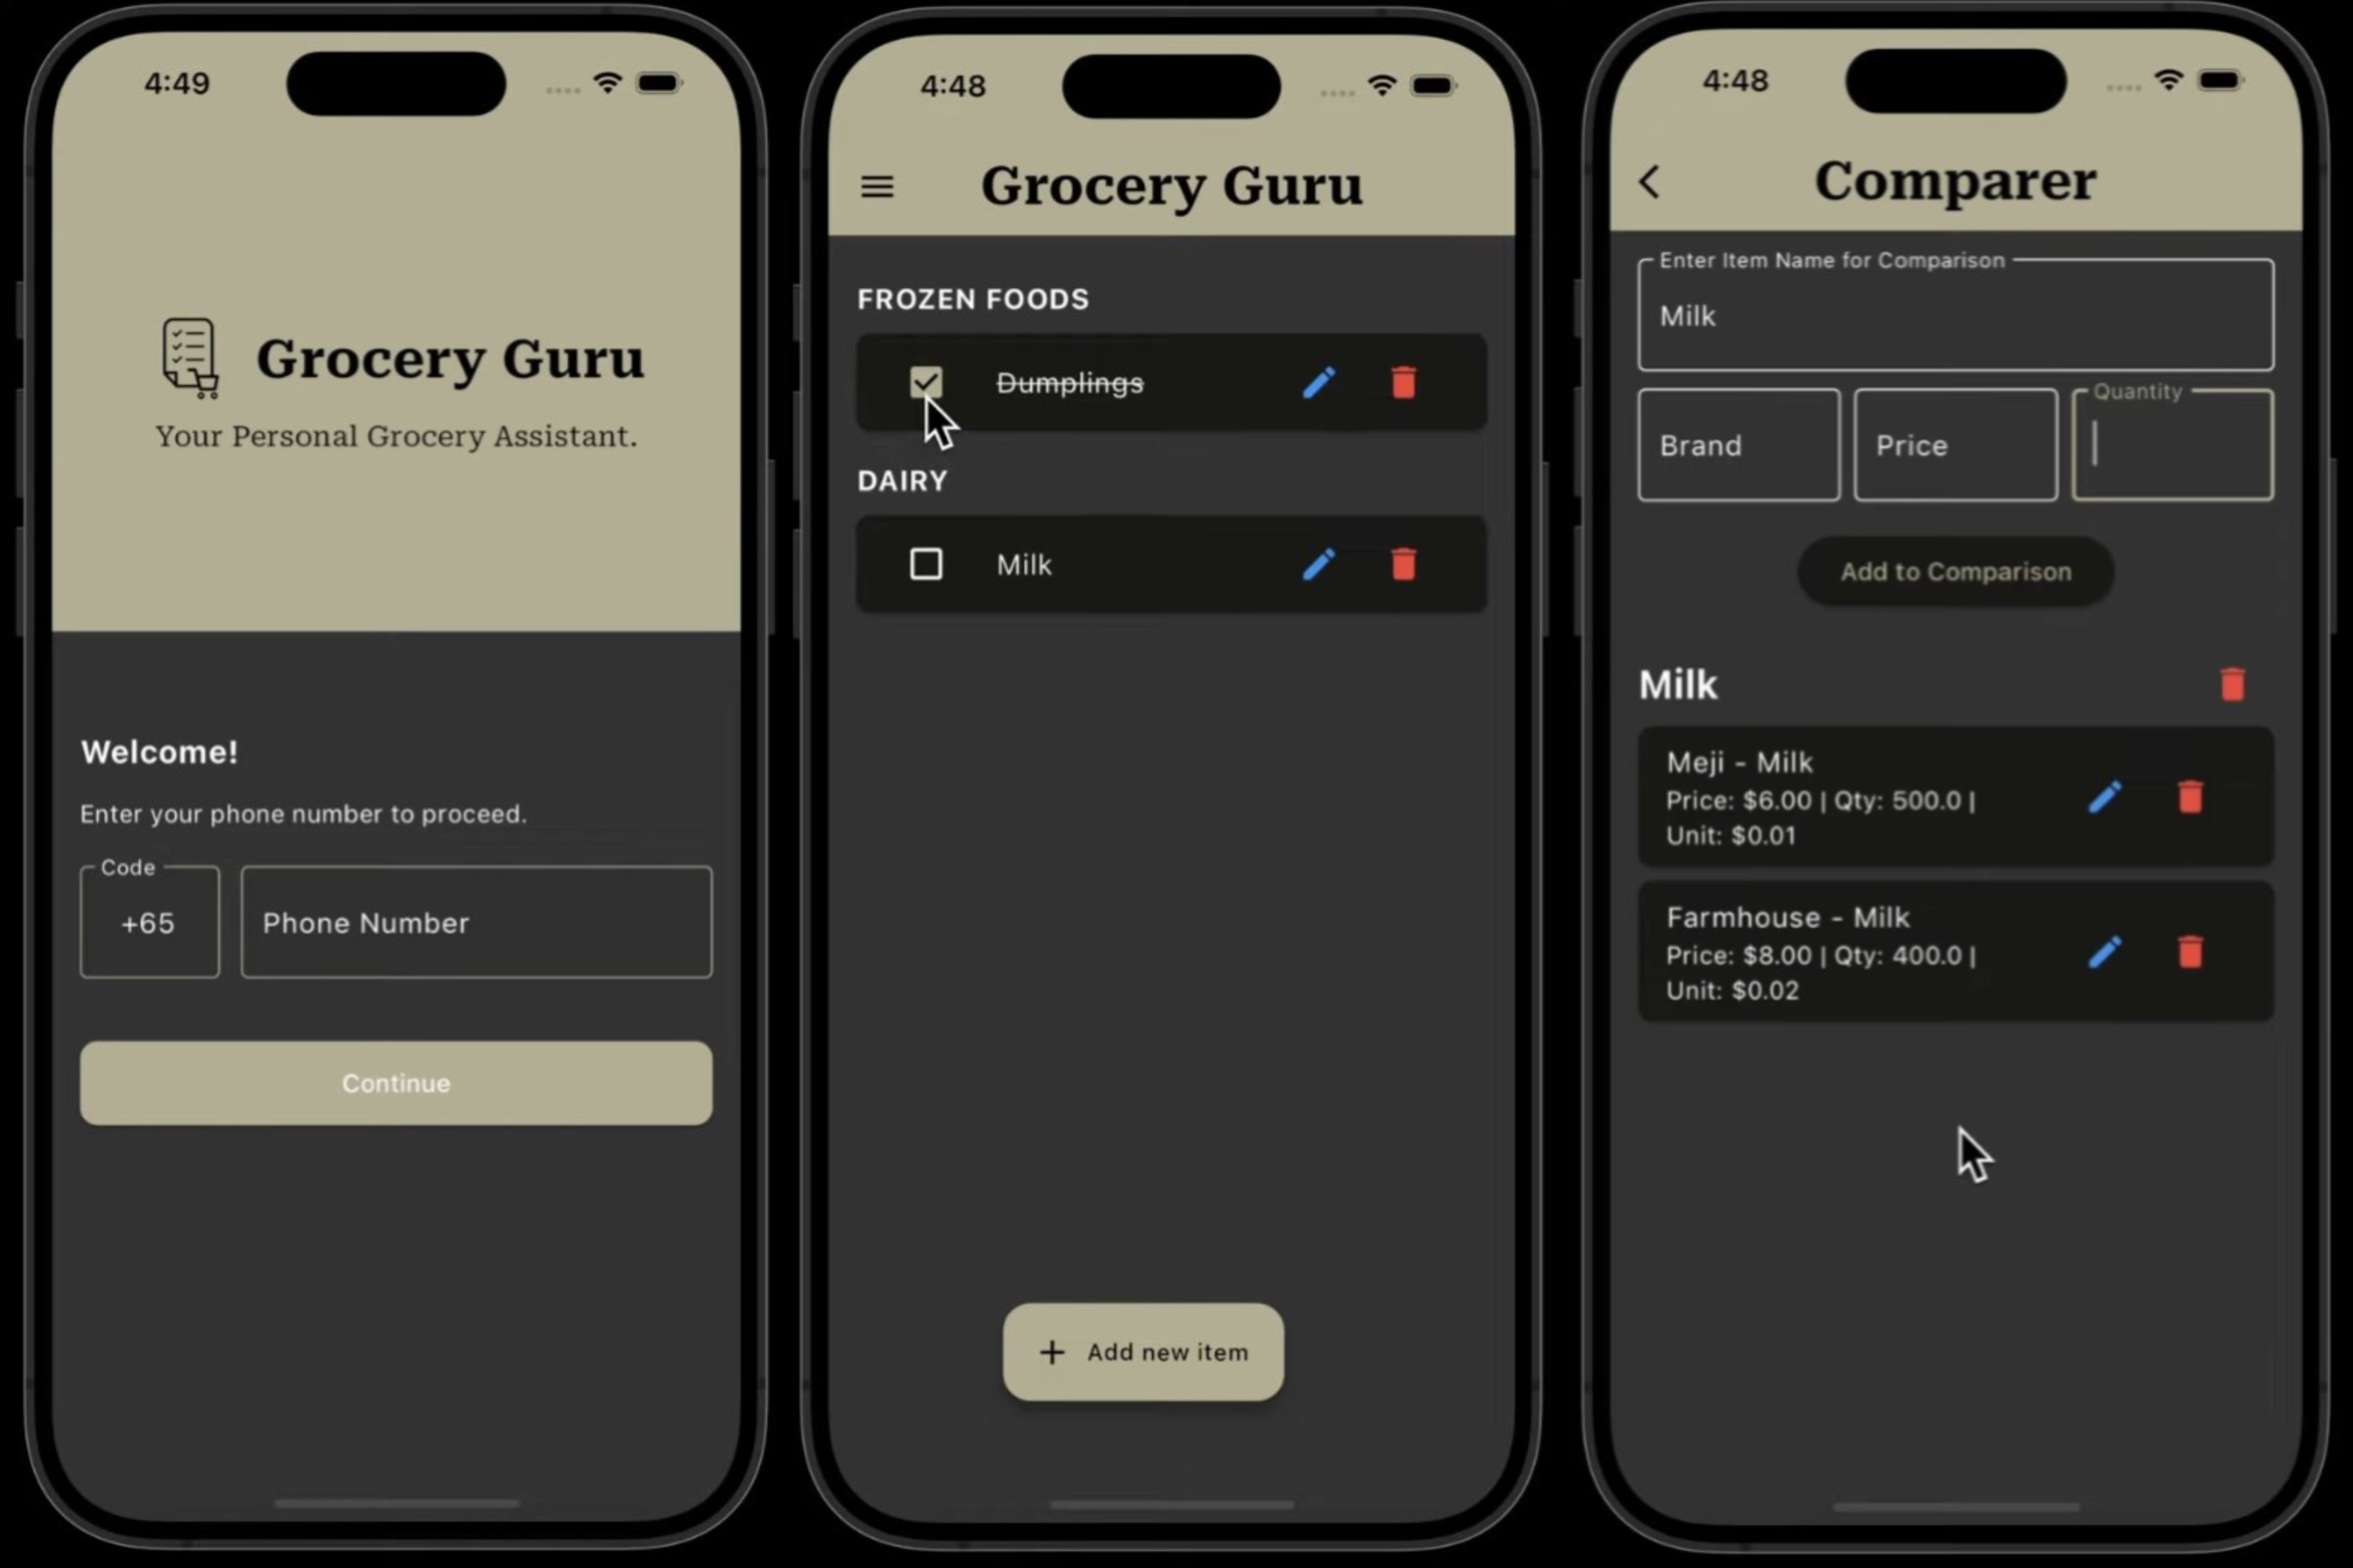 4:49
Grocery Guru
Your Personal Grocery Assistant.
Welcome!
Enter your phone number to proceed.
Code
+65
Phone Number
Continue
4:48
Grocery Guru
FROZEN FOODS
Dumplings
DAIRY
Milk
+ Add new item
4:48
Comparer
Enter Item Name for Comparison
Milk
Brand
Price
Quantity
Add to Comparison
Milk
Meji - Milk
Price: $6.00 | Qty: 500.0 |
Unit: $0.01
Farmhouse - Milk
Price: $8.00 | Qty: 400.0 |
Unit: $0.02